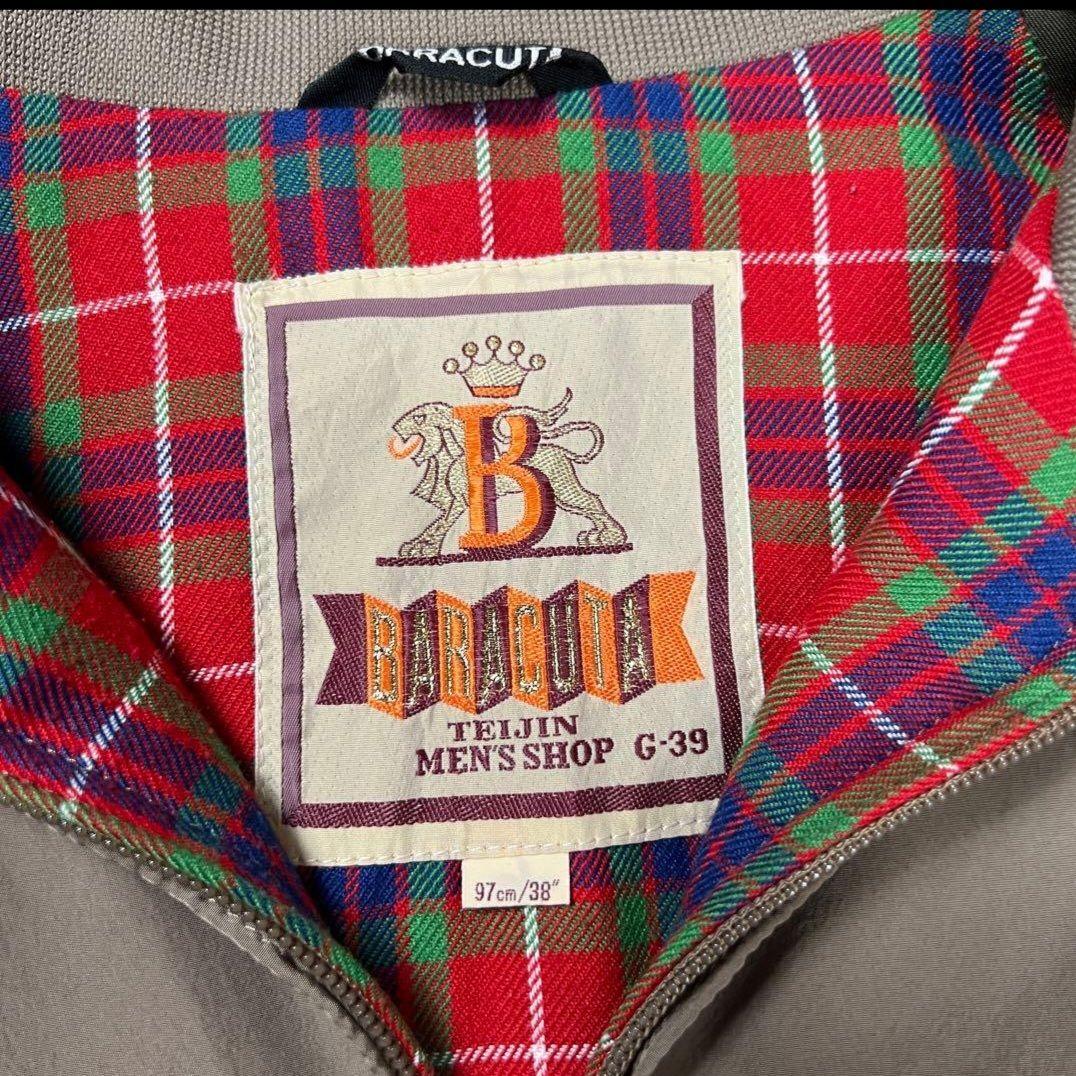 BARACUTA
B
BARACUTA
TEIJIN
MEN'S SHOP G-39
97cm/38"